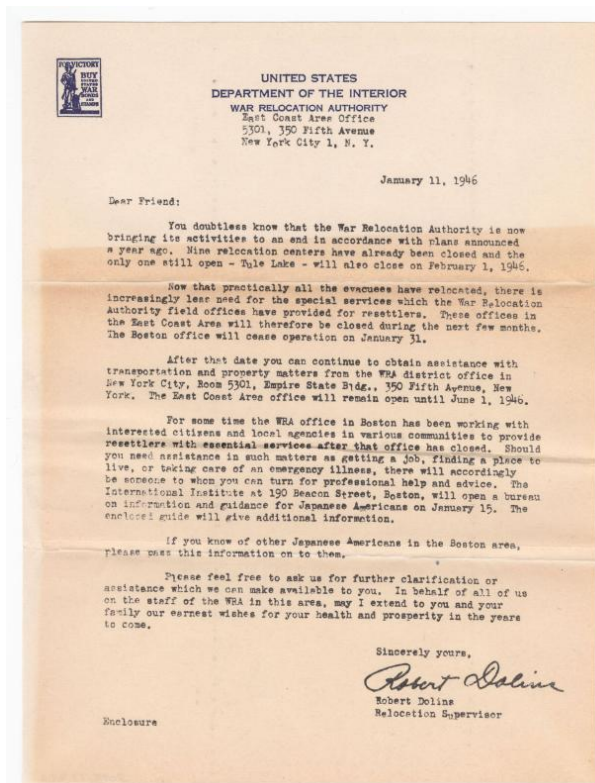 FOR VICTORY
BUY
UNITED
STATES
WAR
BONDS
AND
STAMPS
UNITED STATES
DEPARTMENT OF THE INTERIOR
WAR RELOCATION AUTHORITY
East Coast Area Office
5301, 350 Fifth Avenue
New York City 1, N. Y.
January 11, 1946
Dear Friend:
You doubtless know that the War Relocation Authority is now
bringing its activities to an end in accordance with plans announced
a year ago. Nine relocation centers have already been closed and the
only one still open - Tule Lake - will also close on February 1, 1946.
Now that practically all the evacuees have relocated, there is
increasingly less need for the special services which the War Relocation
Authority field offices have provided for resettlers. These offices in
the East Coast Area will therefore be closed during the next few months.
The Boston office will cease operation on January 31.
After that date you can continue to obtain assistance with
transportation and property matters from the WRA district office in
New York City, Room 5301, Empire State Bldg., 350 Fifth Avenue, New
York. The East Coast Area office will remain open until June 1, 1946.
For some time the WRA office in Boston has been working with
interested citizens and local agencies in various communities to provide
resettlers with essential services after that office has closed. Should
you need assistance in such matters as getting a job, finding a place to
live, or taking care of an emergency illness, there will accordingly
be someone to whom you can turn for professional help and advice. The
International Institute at 190 Beacon Street, Boston, will open a bureau
on information and guidance for Japanese Americans on January 15. The
enclosed guide will give additional information.
If you know of other Japanese Americans in the Boston area,
please pass this information on to them.
Please feel free to ask us for further clarification or
assistance which we can make available to you. In behalf of all of us
on the staff of the WRA in this area, may I extend to you and your
family our earnest wishes for your health and prosperity in the years
to come.
Sincerely yours,
Robert Dolins
Robert Dolins
Relocation Supervisor
Enclosure